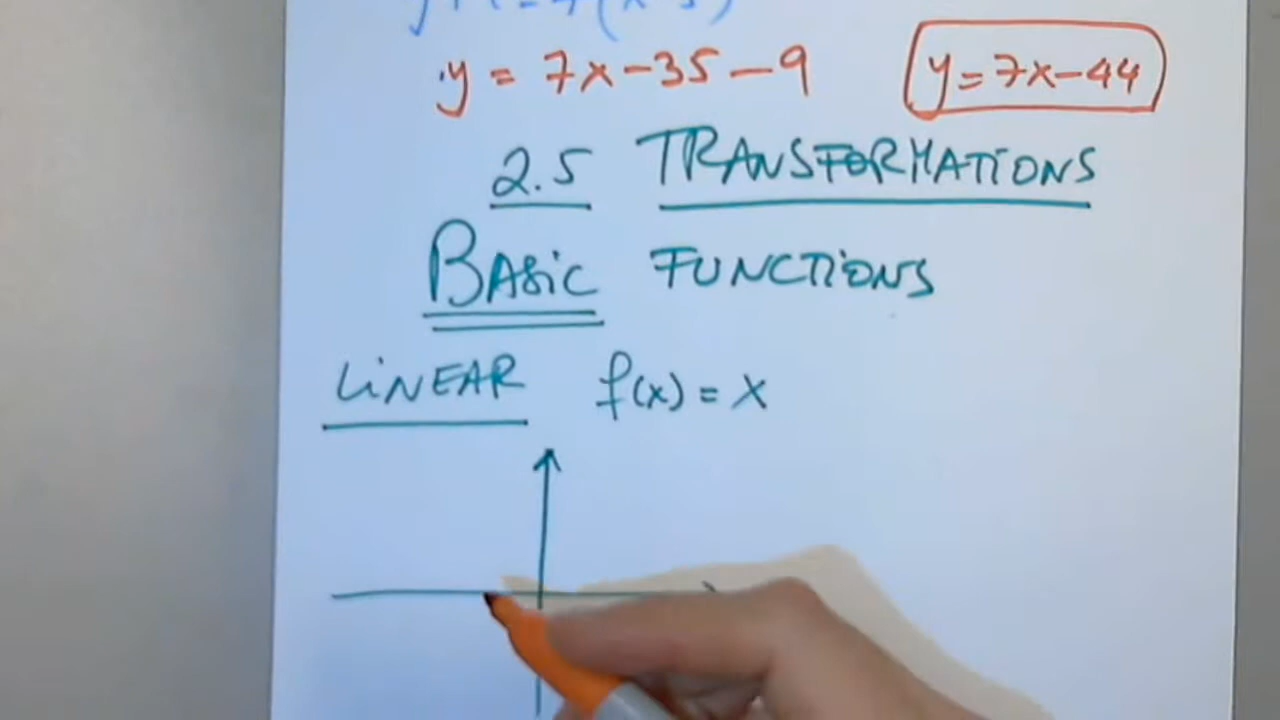 y = 7x-35-9 y=7x-44
2.5 TRANSFORMATIONS
BASiC FUNCTiONS
LiNEAR f(x) = x